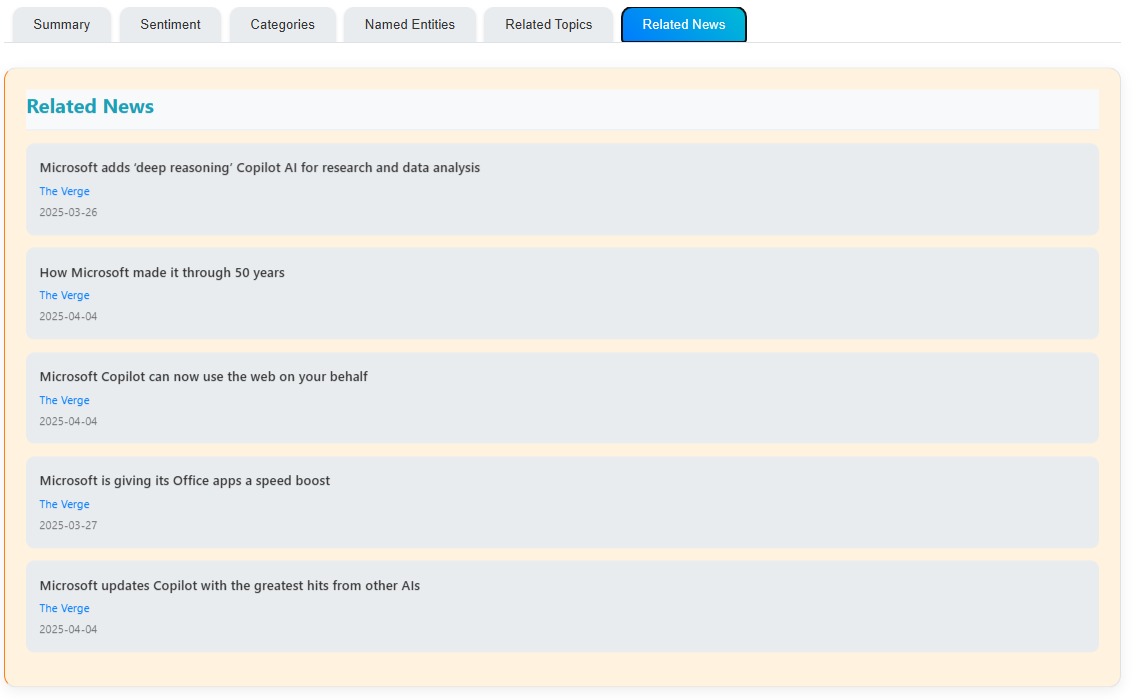 Summary Sentiment Categories Named Entities Related Topics Related News
Related News
Microsoft adds ‘deep reasoning’ Copilot AI for research and data analysis
The Verge
2025-03-26
How Microsoft made it through 50 years
The Verge
2025-04-04
Microsoft Copilot can now use the web on your behalf
The Verge
2025-04-04
Microsoft is giving its Office apps a speed boost
The Verge
2025-03-27
Microsoft updates Copilot with the greatest hits from other AIs
The Verge
2025-04-04